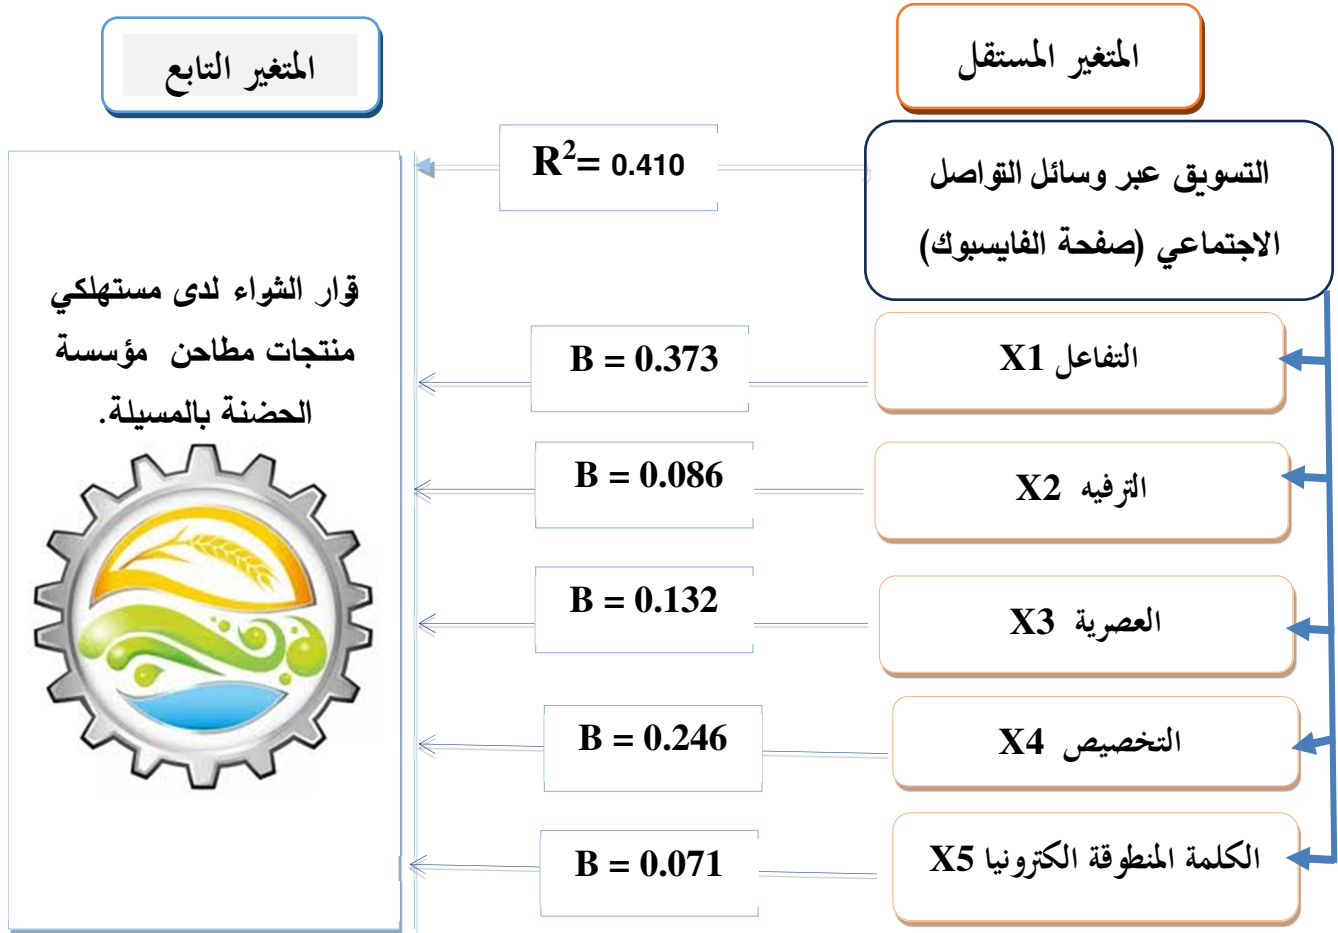 المتغير المستقل
المتغير التابع
التسويق عبر وسائل التواصل
الاجتماعي (صفحة الفايسبوك)
R²= 0.410
قرار الشراء لدى مستهلكي
منتجات مطاحن مؤسسة
الحضنة بالمسيلة.
التفاعل X1
B = 0.373
الترفيه X2
B = 0.086
العصرية X3
B = 0.132
التخصيص X4
B = 0.246
الكلمة المنطوقة الكترونيا X5
B = 0.071